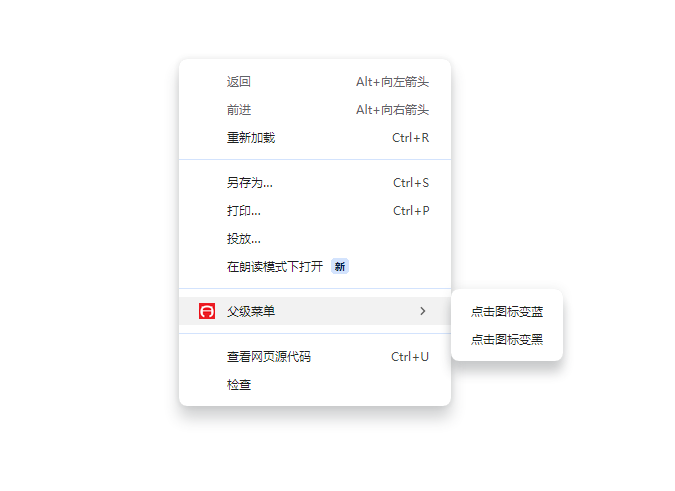 返回 Alt+向左箭头
前进 Alt+向右箭头
重新加载 Ctrl+R
另存为... Ctrl+S
打印... Ctrl+P
投放...
在朗读模式下打开 新
父级菜单
点击图标变蓝
点击图标变黑
查看网页源代码 Ctrl+U
检查